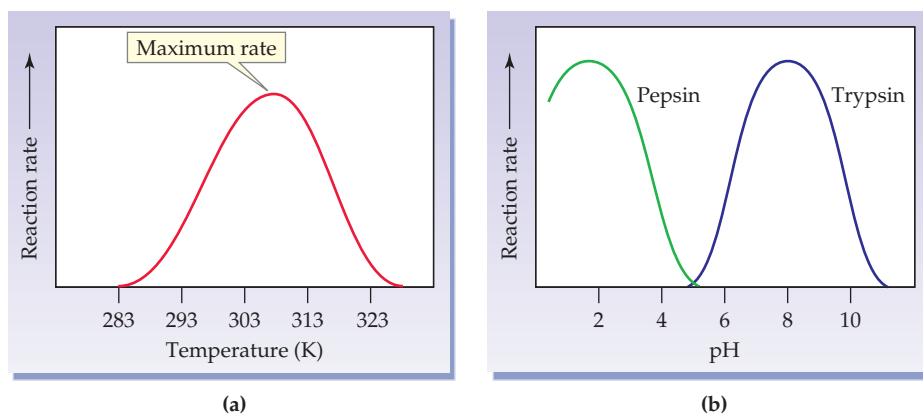 Maximum rate
Reaction rate
283 293 303 313 323
Temperature (K)
(a)
Pepsin
Trypsin
Reaction rate
2 4 6 8 10
pH
(b)